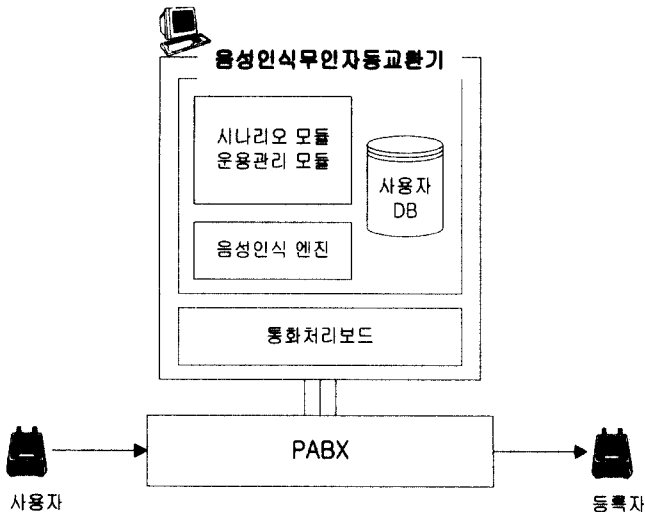 음성인식무인자동교환기
시나리오 모듈
운용관리 모듈
사용자
DB
음성인식 엔진
통화처리보드
PABX
사용자
등록자